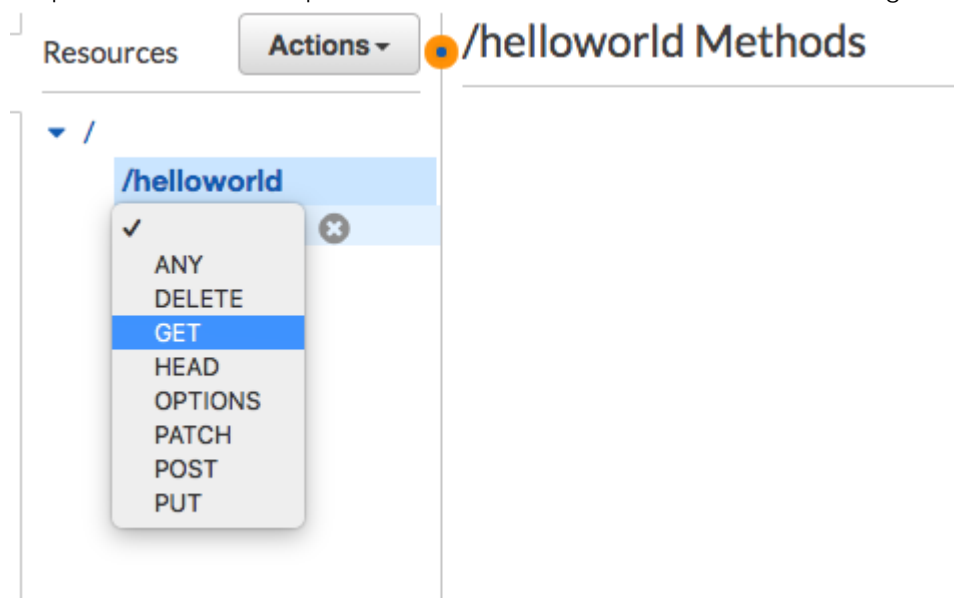 Resources
Actions
/helloworld Methods
/
/helloworld
ANY
DELETE
GET
HEAD
OPTIONS
PATCH
POST
PUT